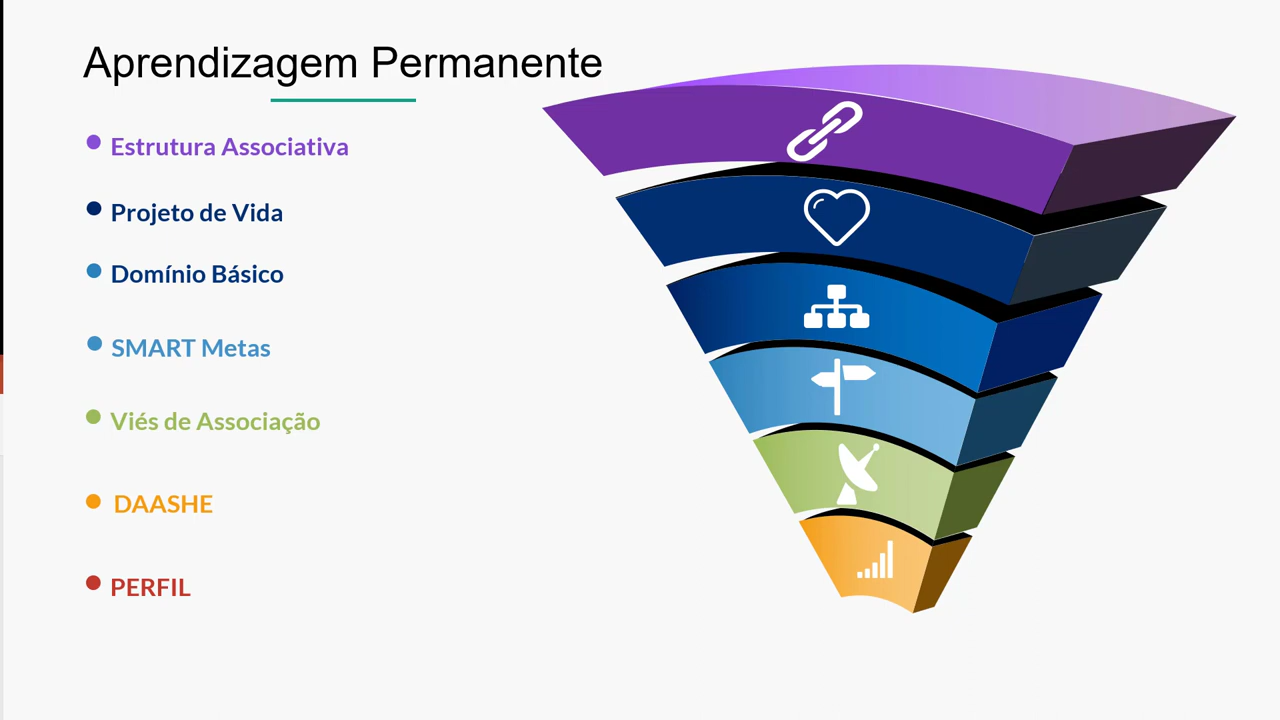 Aprendizagem Permanente
Estrutura Associativa
Projeto de Vida
Domínio Básico
SMART Metas
Viés de Associação
DAASHE
PERFIL